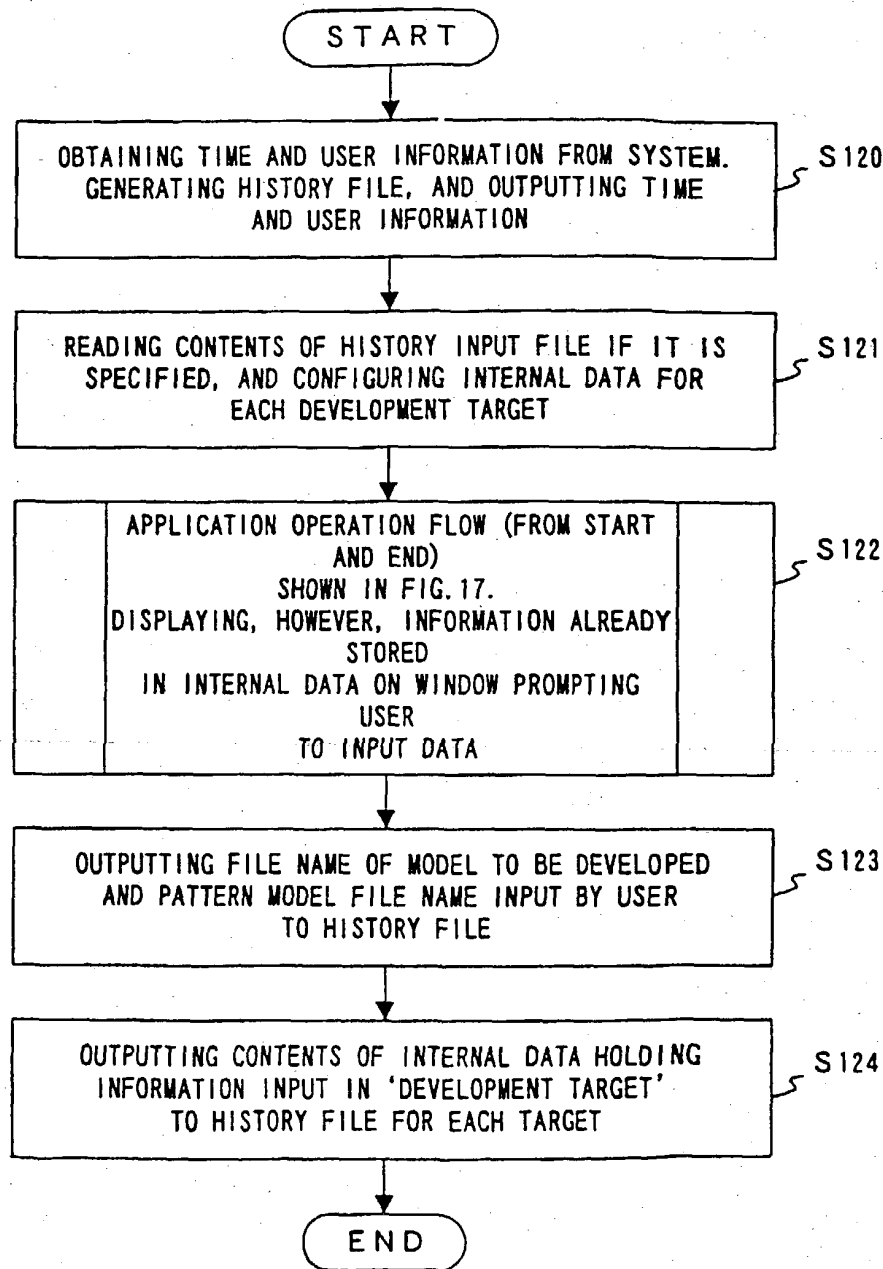 START
OBTAINING TIME AND USER INFORMATION FROM SYSTEM.
GENERATING HISTORY FILE, AND OUTPUTTING TIME
AND USER INFORMATION
S120
READING CONTENTS OF HISTORY INPUT FILE IF IT IS
SPECIFIED, AND CONFIGURING INTERNAL DATA FOR
EACH DEVELOPMENT TARGET
S121
APPLICATION OPERATION FLOW (FROM START
AND END)
SHOWN IN FIG.17.
DISPLAYING, HOWEVER, INFORMATION ALREADY
STORED
IN INTERNAL DATA ON WINDOW PROMPTING
USER
TO INPUT DATA
S122
OUTPUTTING FILE NAME OF MODEL TO BE DEVELOPED
AND PATTERN MODEL FILE NAME INPUT BY USER
TO HISTORY FILE
S123
OUTPUTTING CONTENTS OF INTERNAL DATA HOLDING
INFORMATION INPUT IN ‘DEVELOPMENT TARGET’
TO HISTORY FILE FOR EACH TARGET
S124
END